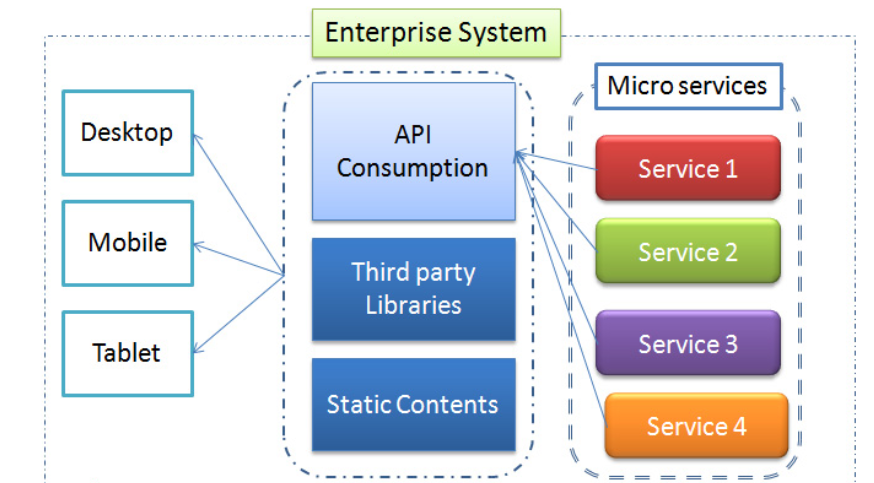 Enterprise System
Desktop
Mobile
Tablet
API
Consumption
Third party
Libraries
Static Contents
Micro services
Service 1
Service 2
Service 3
Service 4